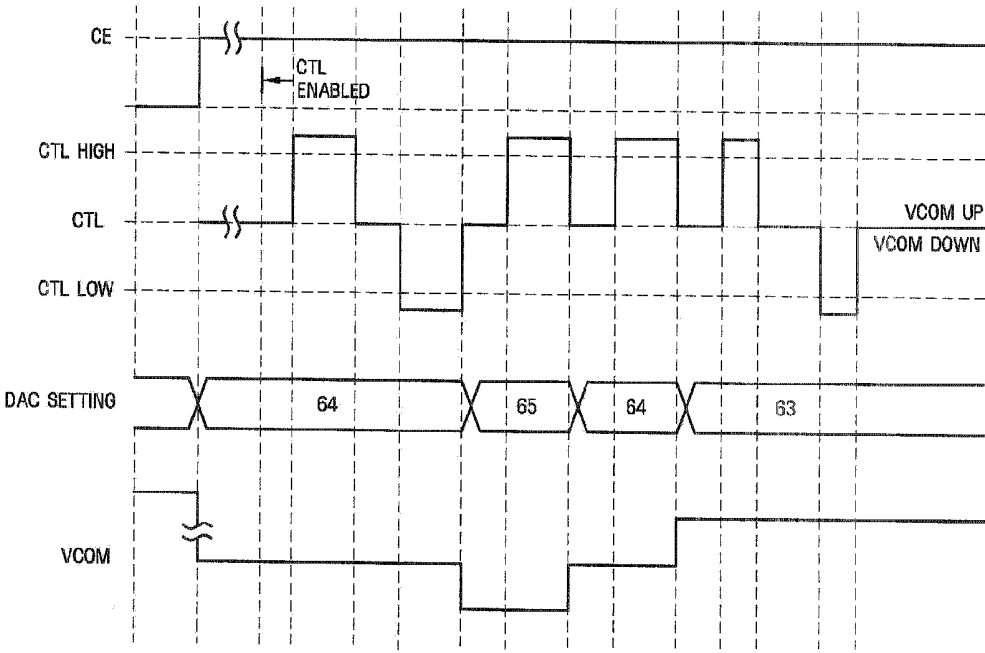 CE
CTL
ENABLED
CTL HIGH
CTL
VCOM UP
VCOM DOWN
CTL LOW
DAC SETTING
64
65
64
63
VCOM